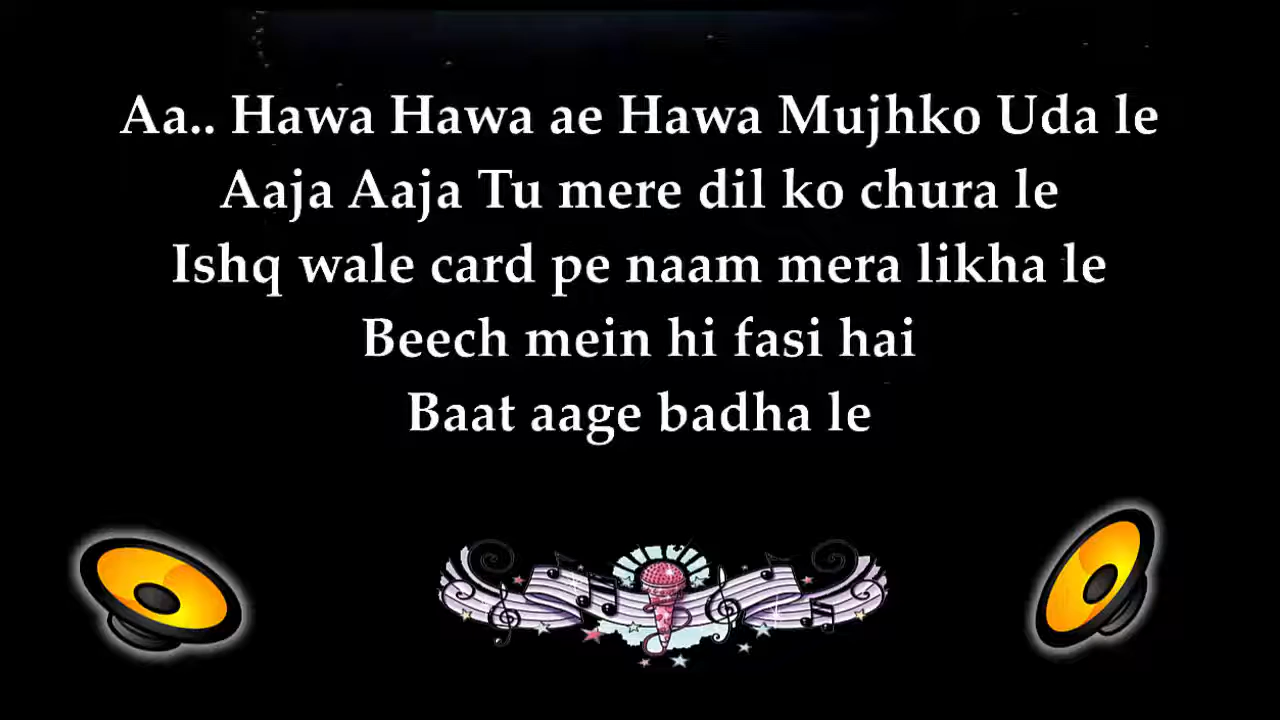 Aa.. Hawa Hawa ae Hawa Mujhko Uda le
Aaja Aaja Tu mere dil ko chura le
Ishq wale card pe naam mera likha le
Beech mein hi fasi hai
Baat aage badha le